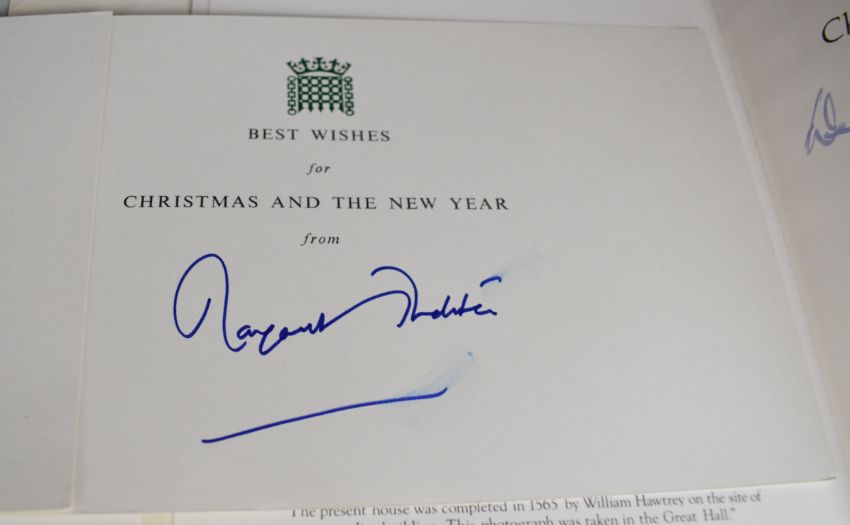 BEST WISHES
for
CHRISTMAS AND THE NEW YEAR
from
Margaret Thatcher
The present house was completed in 1565 by William Hawtrey on the site of
This photograph was taken in the Great Hall."